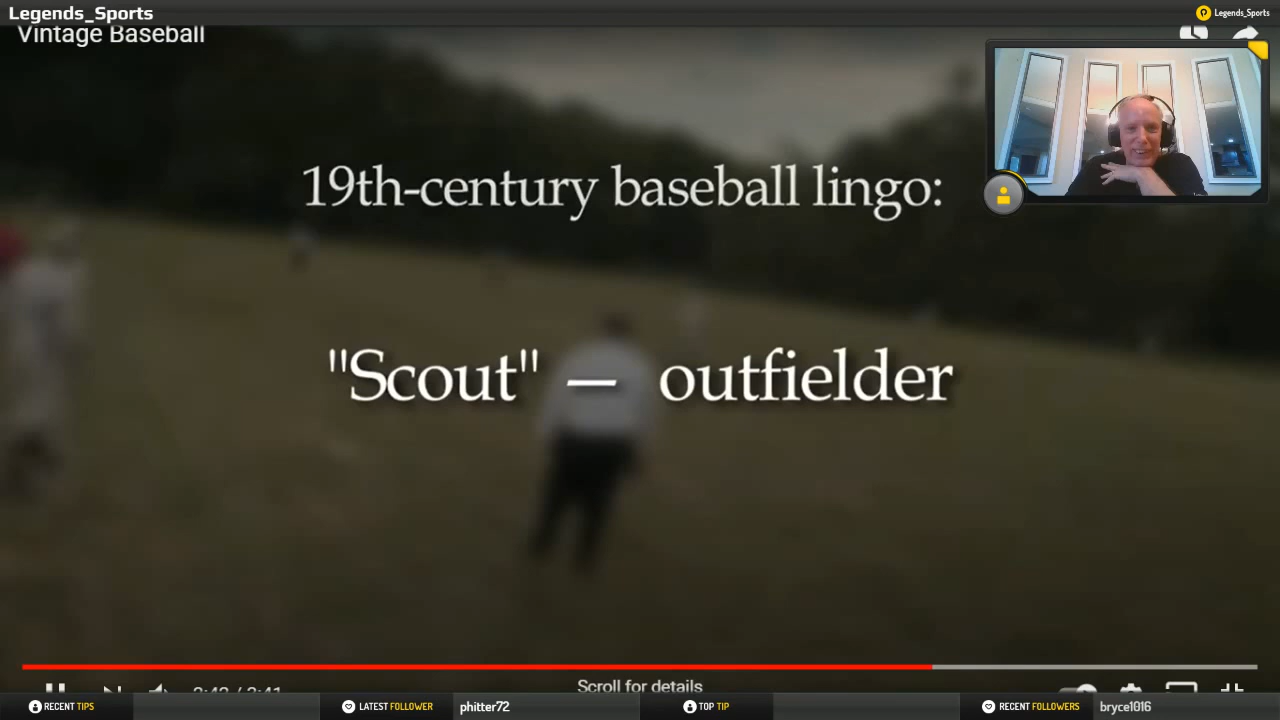 Legends_Sports
Legends_Sports
Vintage Baseball
19th-century baseball lingo:
"Scout" — outfielder
Scroll for details
RECENT TIPS
LATEST FOLLOWER
phitter72
TOP TIP
RECENT FOLLOWERS
bryce1016